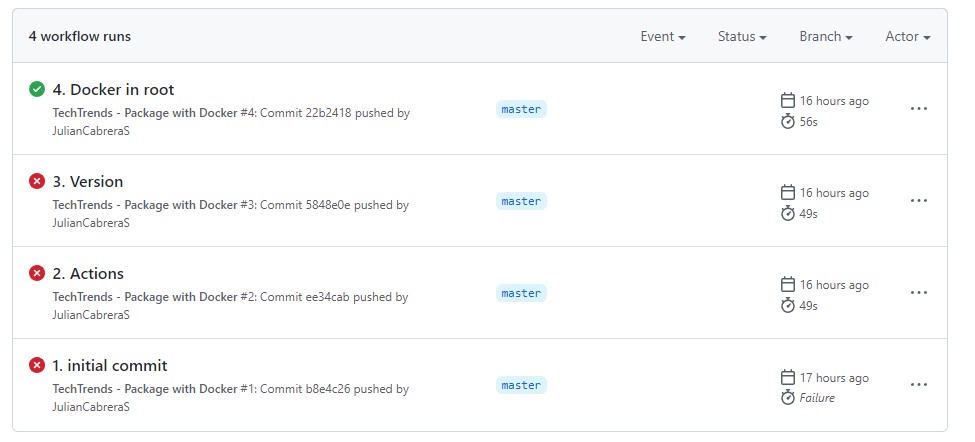 4 workflow runs Event Status Branch Actor
4. Docker in root
TechTrends - Package with Docker #4: Commit 22b2418 pushed by
JulianCabreraS
master
16 hours ago
56s
3. Version
TechTrends - Package with Docker #3: Commit 5848e0e pushed by
JulianCabreraS
master
16 hours ago
49s
2. Actions
TechTrends - Package with Docker #2: Commit ee34cab pushed by
JulianCabreraS
master
16 hours ago
49s
1. initial commit
TechTrends - Package with Docker #1: Commit b8e4c26 pushed by
JulianCabreraS
master
17 hours ago
Failure